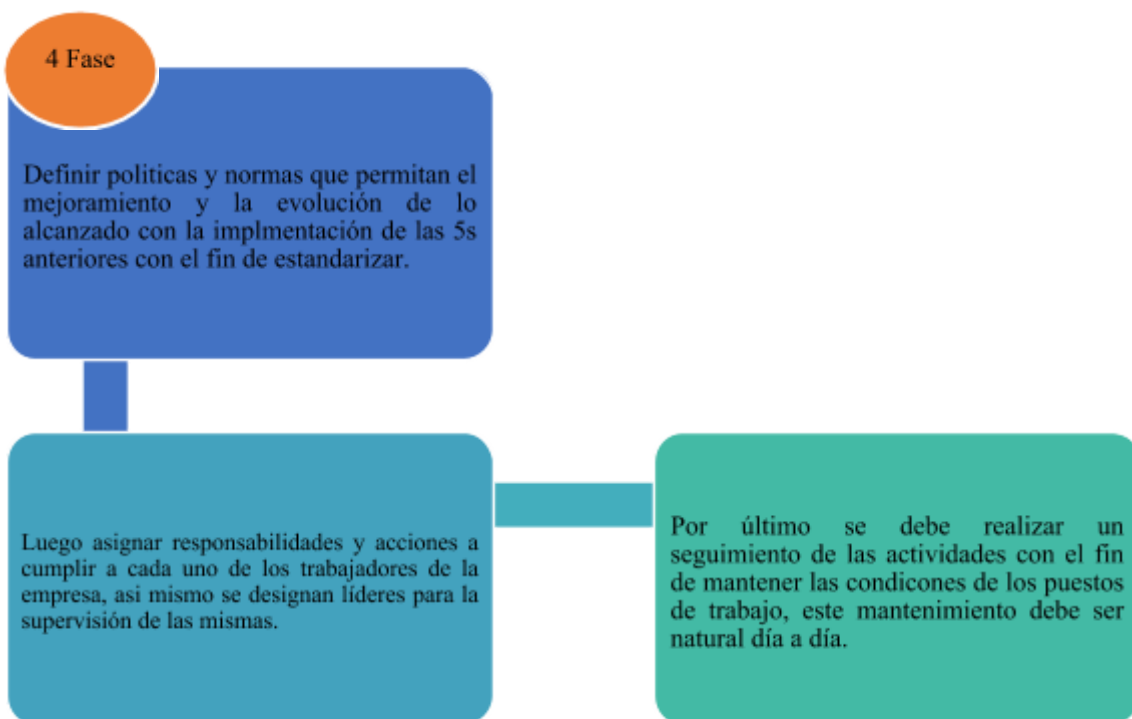 4 Fase
Definir politicas y normas que permitan el
mejoramiento y la evolución de lo
alcanzado con la implmentación de las 5s
anteriores con el fin de estandarizar.
Luego asignar responsabilidades y acciones a
cumplir a cada uno de los trabajadores de la
empresa, asi mismo se designan líderes para la
supervisión de las mismas.
Por último se debe realizar un
seguimiento de las actividades con el fin
de mantener las condicones de los puestos
de trabajo, este mantenimiento debe ser
natural día a día.